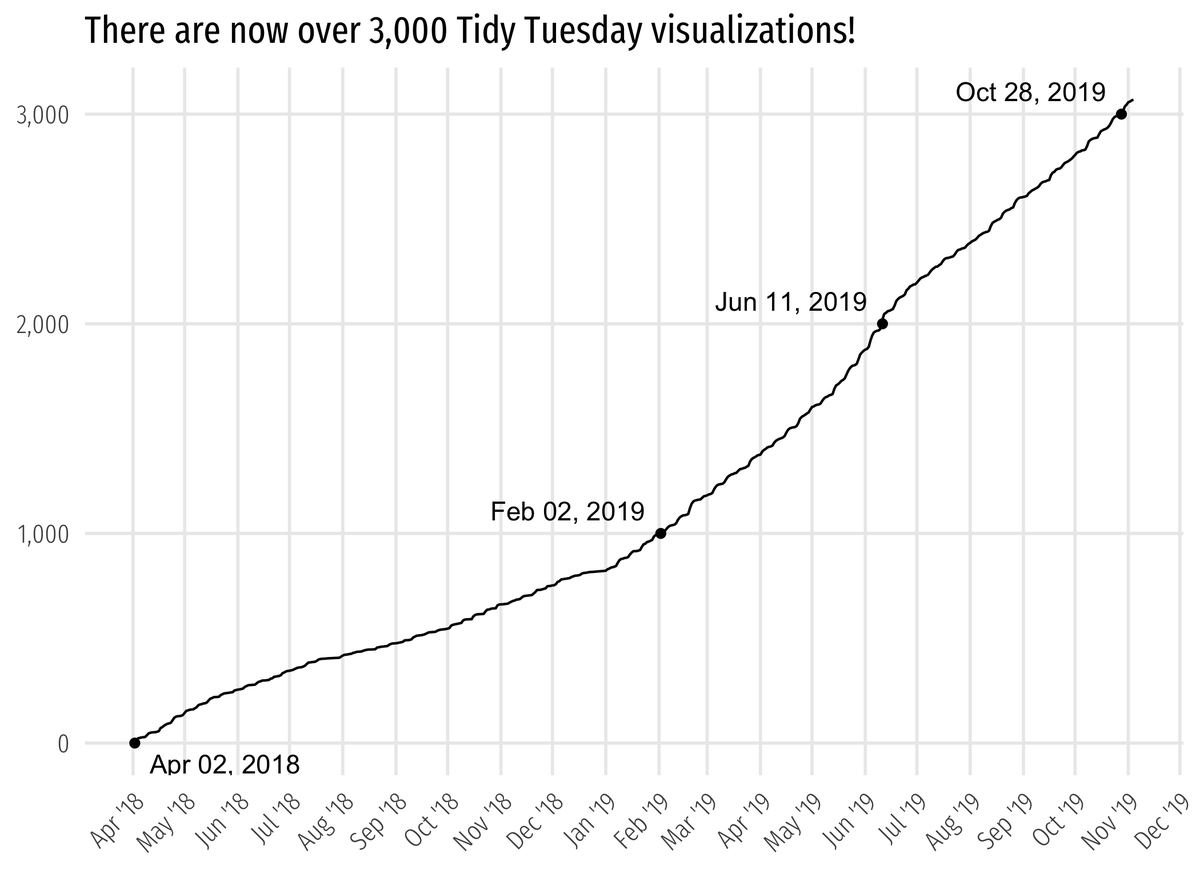 There are now over 3,000 Tidy Tuesday visualizations!
Oct 28, 2019
3,000
Jun 11, 2019
2,000
Feb 02, 2019
1,000
0
Apr 02, 2018
Apr '18
May '18
Jun '18
Jul '18
Aug '18
Sep '18
Oct '18
Nov '18
Dec '18
Jan '19
Feb '19
Mar '19
Apr '19
May '19
Jun '19
Jul '19
Aug '19
Sep '19
Oct '19
Nov '19
Dec '19